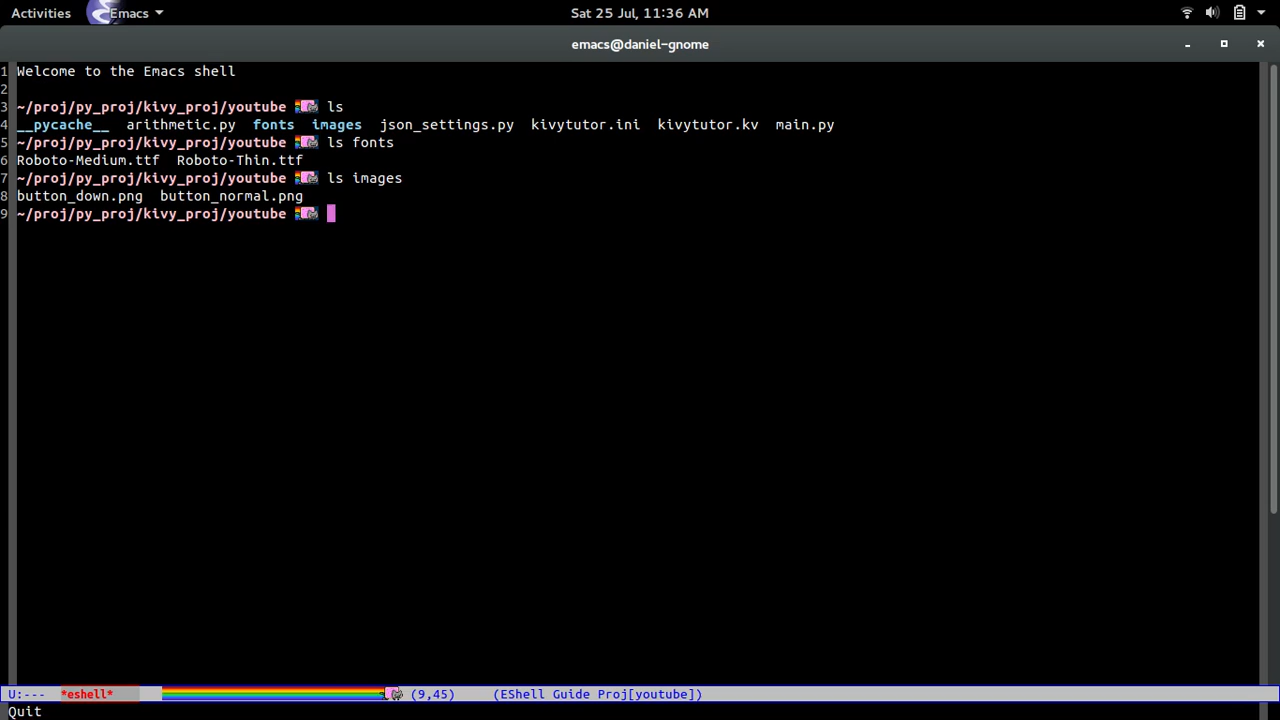 Activities Emacs Sat 25 Jul, 11:36 AM
emacs@daniel-gnome
1 Welcome to the Emacs shell
2
3 ~/proj/py_proj/kivy_proj/youtube ls
4 __pycache__ arithmetic.py fonts images json_settings.py kivytutor.ini kivytutor.kv main.py
5 ~/proj/py_proj/kivy_proj/youtube ls fonts
6 Roboto-Medium.ttf Roboto-Thin.ttf
7 ~/proj/py_proj/kivy_proj/youtube ls images
8 button_down.png button_normal.png
9 ~/proj/py_proj/kivy_proj/youtube
U:--- *eshell* (9,45) (EShell Guide Proj[youtube])
Quit